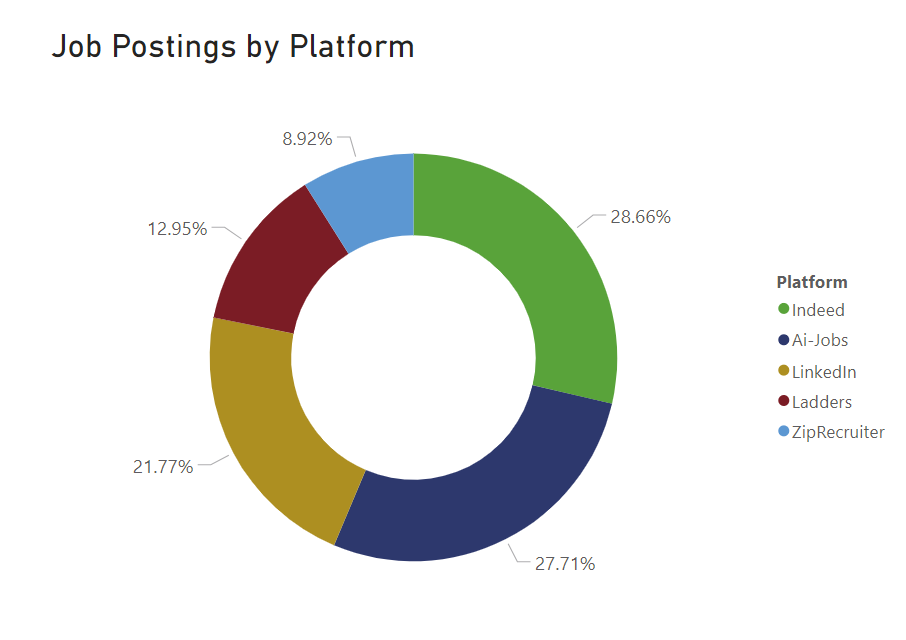 Job Postings by Platform
8.92%
28.66%
12.95%
21.77%
27.71%
Platform
Indeed
Ai-Jobs
LinkedIn
Ladders
ZipRecruiter